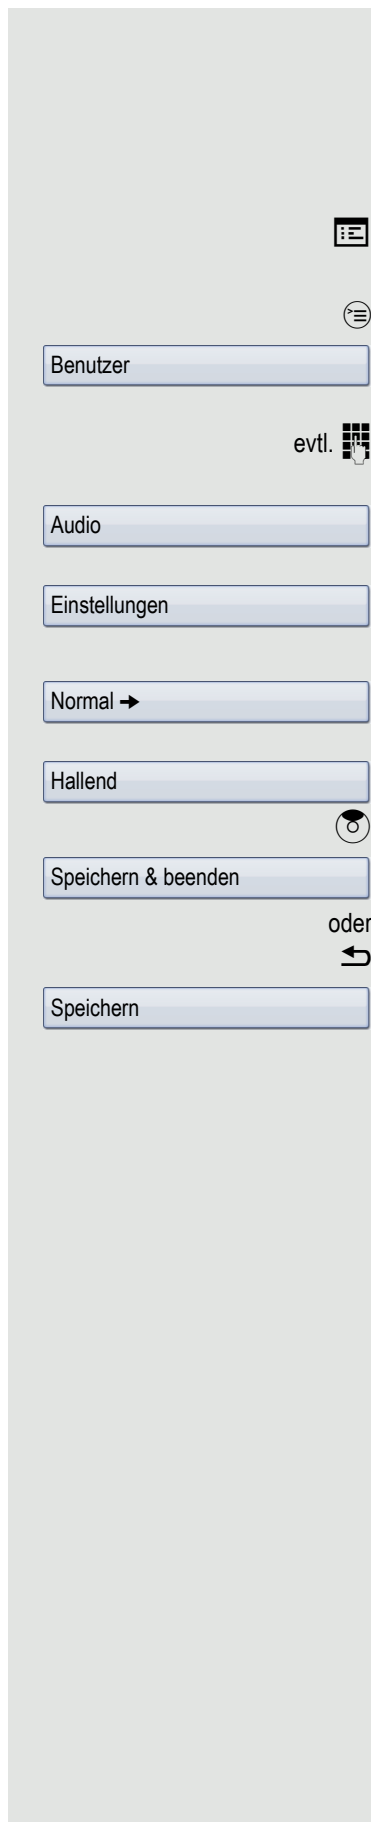 Benutzer
evtl.
Audio
Einstellungen
Normal →
Hallend
Speichern & beenden
oder
Speichern